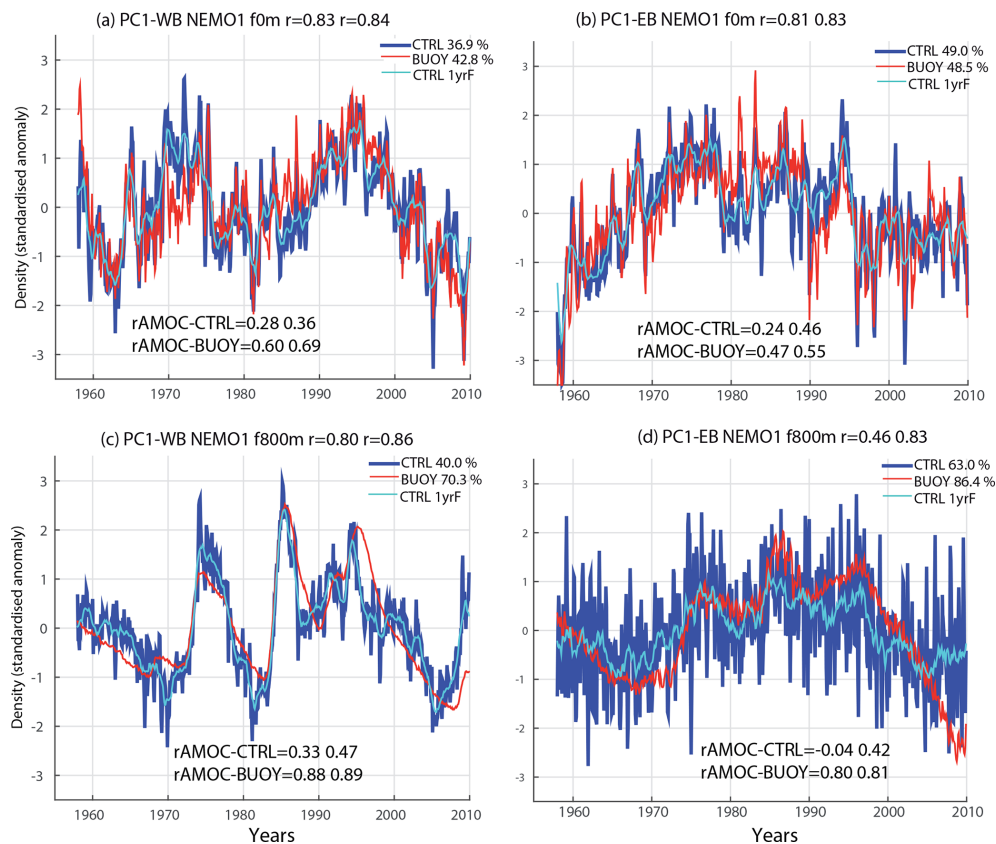 (a) PC1-WB NEMO1 f0m r=0.83 r=0.84
CTRL 36.9 %
BUOY 42.8 %
CTRL 1yrF
Density (standardised anomaly)
3
2
1
0
-1
-2
-3
rAMOC-CTRL=0.28 0.36
rAMOC-BUOY=0.60 0.69
1960 1970 1980 1990 2000 2010
(b) PC1-EB NEMO1 f0m r=0.81 0.83
CTRL 49.0 %
BUOY 48.5 %
CTRL 1yrF
3
2
1
0
-1
-2
-3
rAMOC-CTRL=0.24 0.46
rAMOC-BUOY=0.47 0.55
1960 1970 1980 1990 2000 2010
(c) PC1-WB NEMO1 f800m r=0.80 r=0.86
CTRL 40.0 %
BUOY 70.3 %
CTRL 1yrF
Density (standardised anomaly)
3
2
1
0
-1
-2
-3
rAMOC-CTRL=0.33 0.47
rAMOC-BUOY=0.88 0.89
1960 1970 1980 1990 2000 2010
Years
(d) PC1-EB NEMO1 f800m r=0.46 0.83
CTRL 63.0 %
BUOY 86.4 %
CTRL 1yrF
3
2
1
0
-1
-2
-3
rAMOC-CTRL=-0.04 0.42
rAMOC-BUOY=0.80 0.81
1960 1970 1980 1990 2000 2010
Years